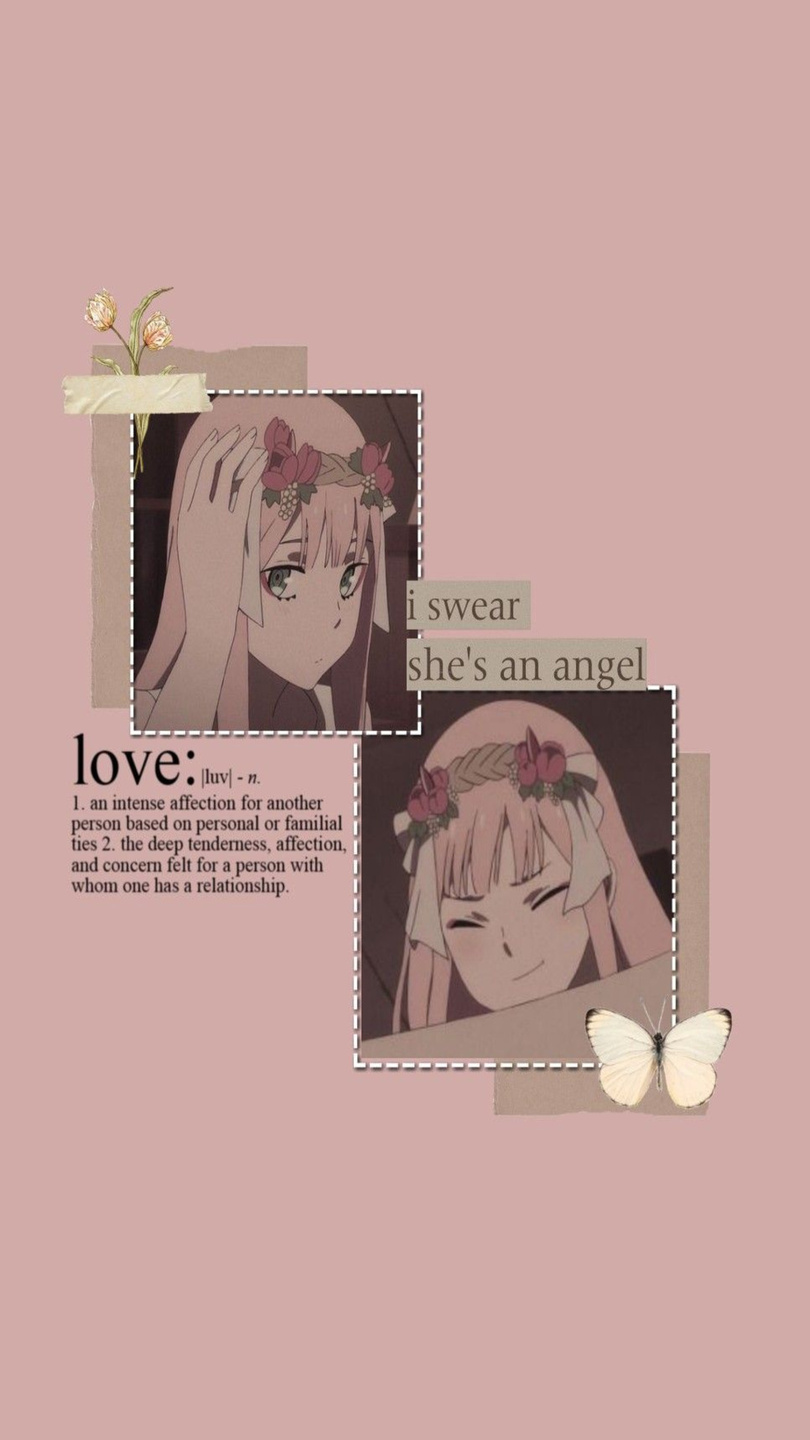 i swear
she's an angel
love: |luv| - n.
1. an intense affection for another
person based on personal or familial
ties 2. the deep tenderness, affection,
and concern felt for a person with
whom one has a relationship.